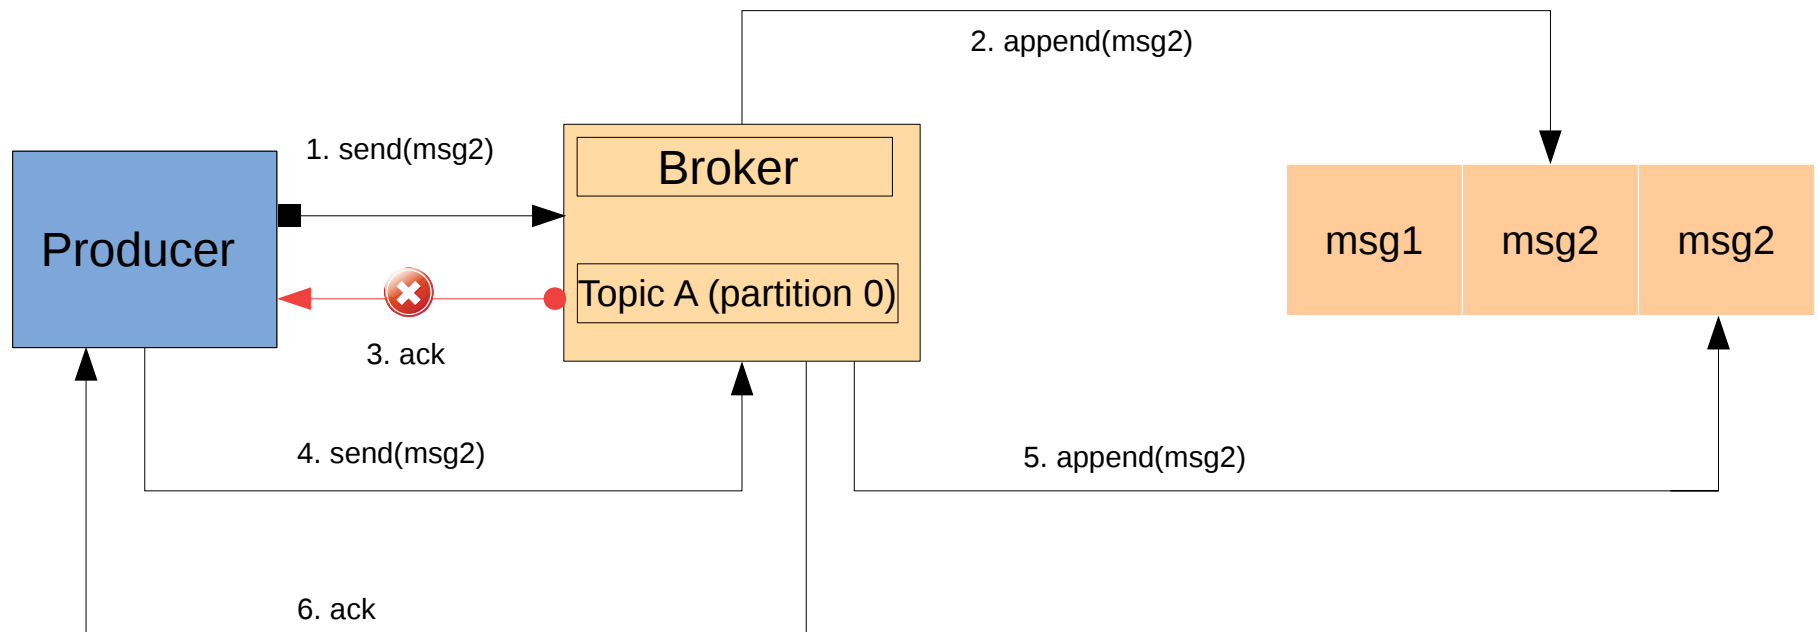 2. append(msg2)
1. send(msg2)
Broker
Producer
msg1 msg2 msg2
Topic A (partition 0)
3. ack
4. send(msg2)
5. append(msg2)
6. ack